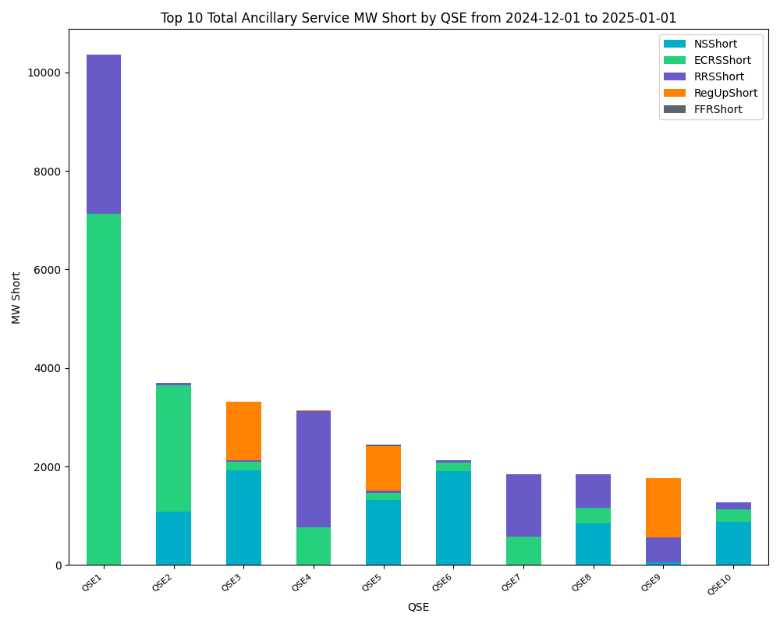 Top 10 Total Ancillary Service MW Short by QSE from 2024-12-01 to 2025-01-01
NSShort
ECRSShort
RRSShort
RegUpShort
FFRShort
MW Short
10000
8000
6000
4000
2000
0
QSE1
QSE2
QSE3
QSE4
QSE5
QSE6
QSE7
QSE8
QSE9
QSE10
QSE